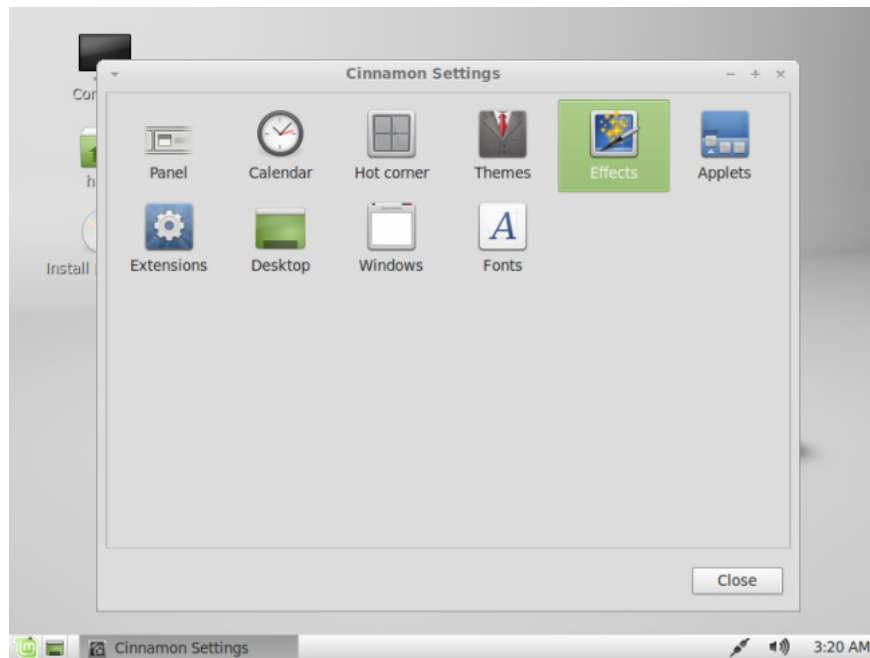 Cinnamon Settings
Panel
Calendar
Hot corner
Themes
Effects
Applets
Extensions
Desktop
Windows
Fonts
Install
Close
Cinnamon Settings
3:20 AM